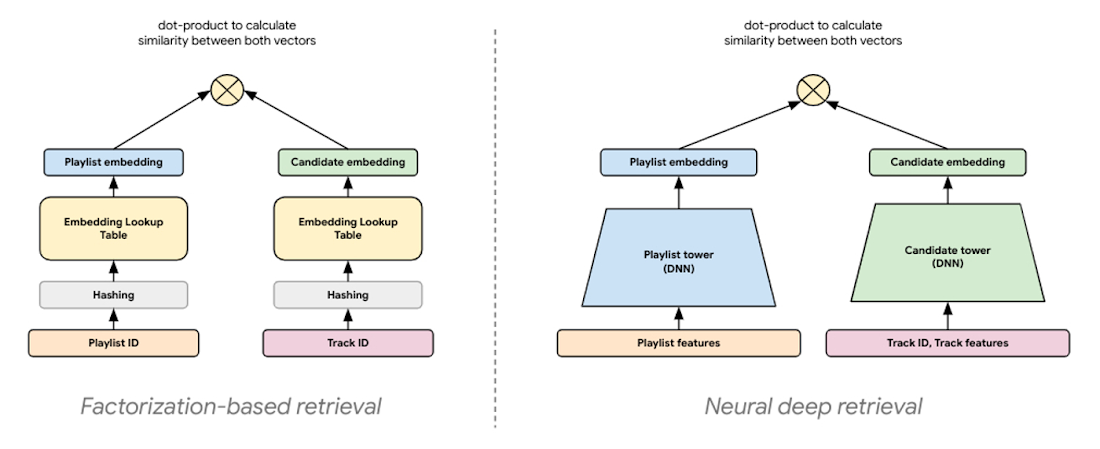 dot-product to calculate
similarity between both vectors
Playlist embedding
Candidate embedding
Embedding Lookup
Table
Embedding Lookup
Table
Hashing
Hashing
Playlist ID
Track ID
Factorization-based retrieval
dot-product to calculate
similarity between both vectors
Playlist embedding
Candidate embedding
Playlist tower
(DNN)
Candidate tower
(DNN)
Playlist features
Track ID, Track features
Neural deep retrieval